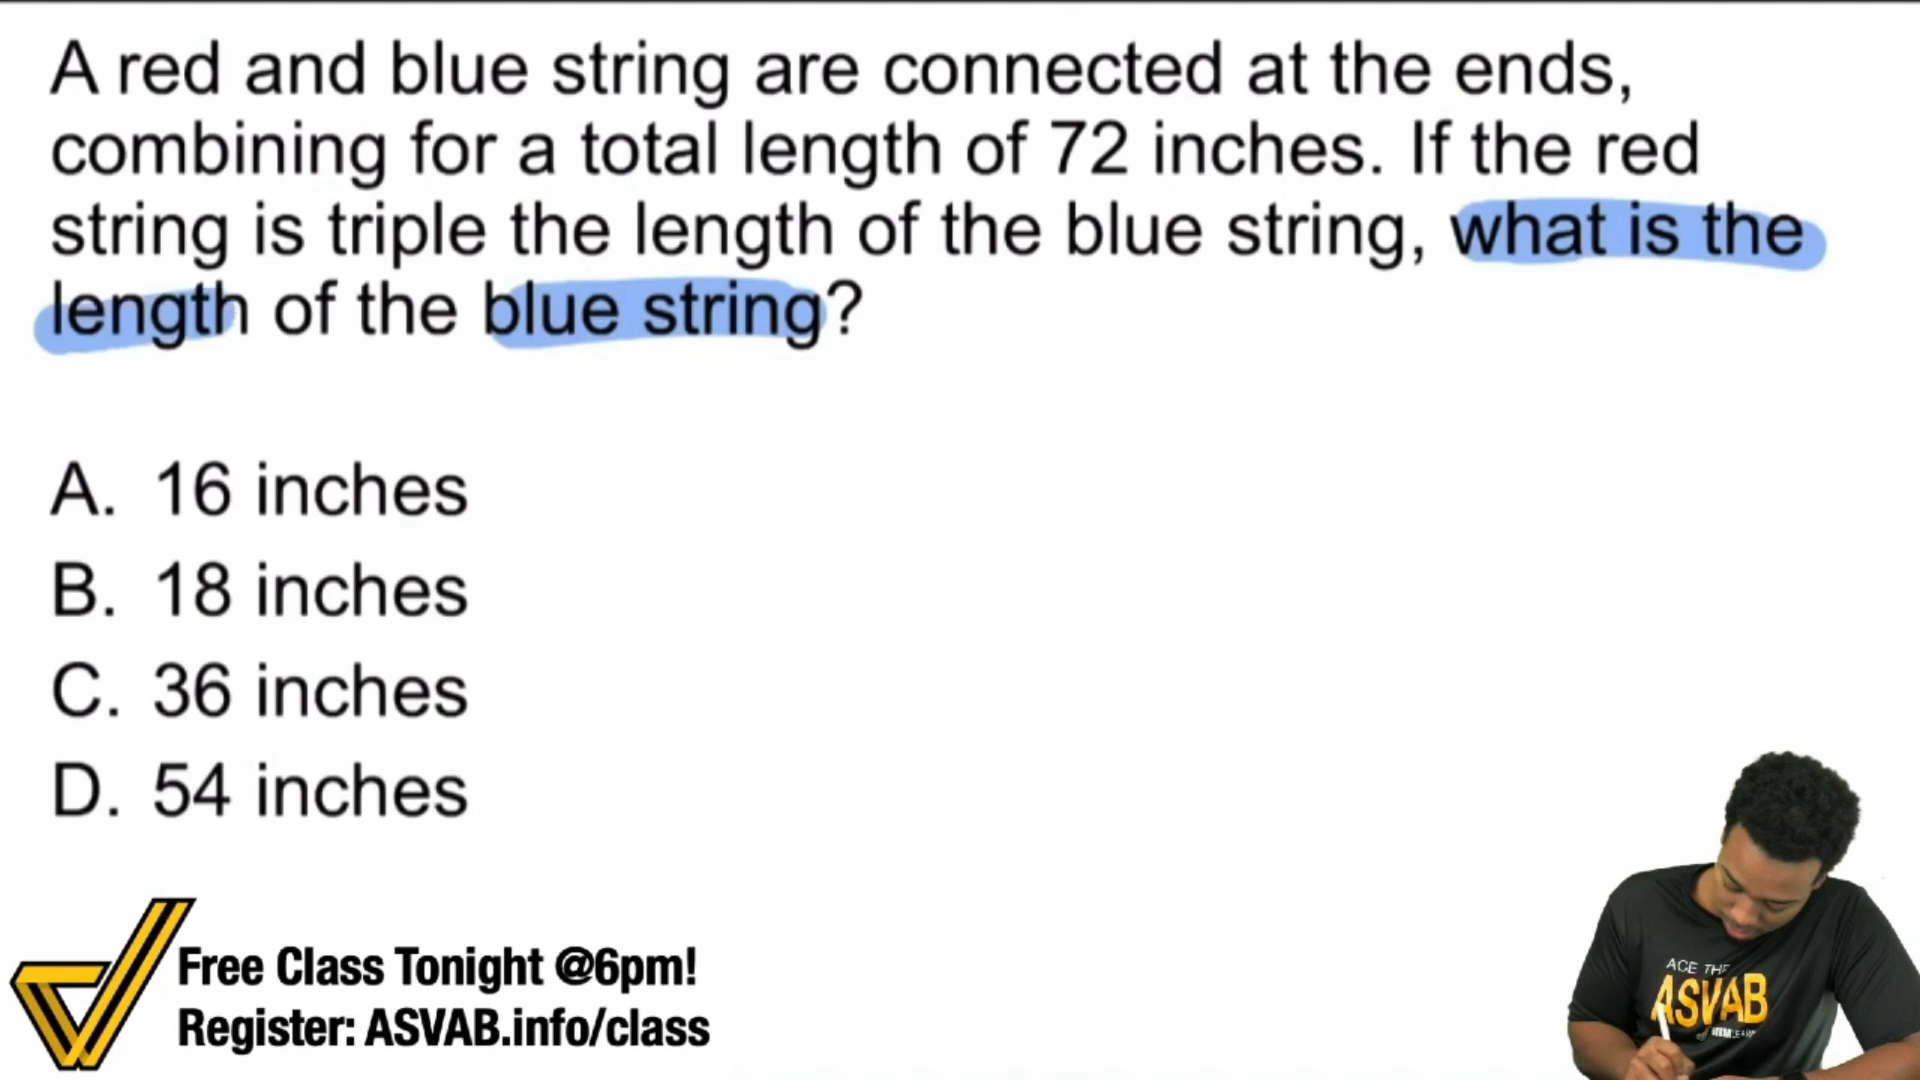 A red and blue string are connected at the ends,
combining for a total length of 72 inches. If the red
string is triple the length of the blue string, what is the
length of the blue string?
A. 16 inches
B. 18 inches
C. 36 inches
D. 54 inches
Free Class Tonight @6pm!
Register: ASVAB.info/class
ACE THE
ASVAB